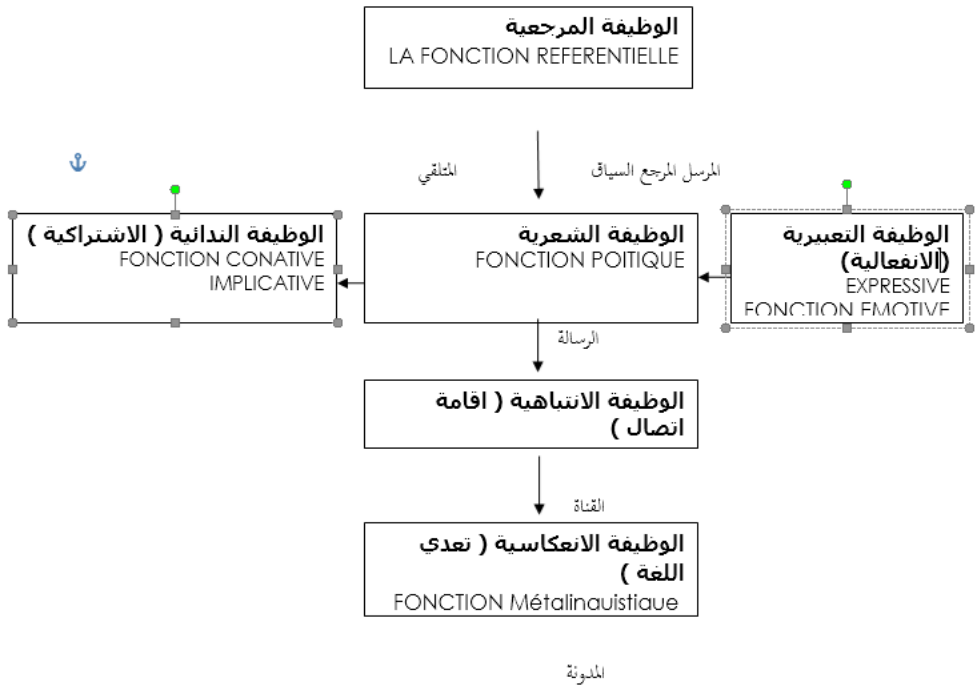 الوظيفة المرجعية
LA FONCTION REFERENTIELLE
المرسل المرجع السياق
المتلقي
الوظيفة التعبيرية
(الانفعالية)
EXPRESSIVE
FONCTION EMOTIVE
الوظيفة الشعرية
FONCTION POITIQUE
الوظيفة الندائية ( الاشتراكية )
FONCTION CONATIVE
IMPLICATIVE
الرسالة
الوظيفة الانتباهية ( اقامة
اتصال )
القناة
الوظيفة الانعكاسية ( تعدي
اللغة )
FONCTION Métalinguistique
المدونة